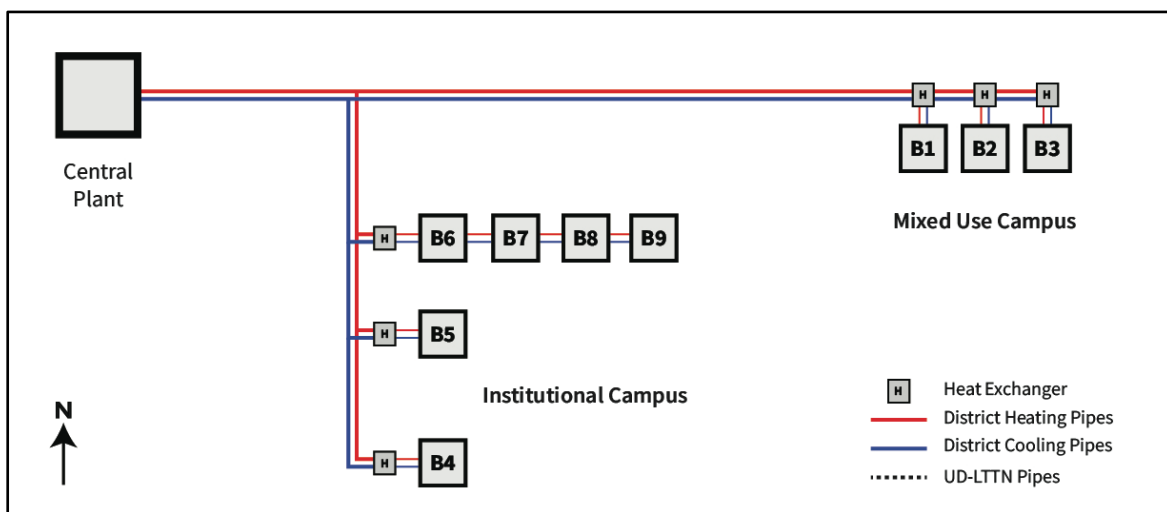 Central
Plant
H
H
H
B1
B2
B3
Mixed Use Campus
H
B6
B7
B8
B9
H
B5
Institutional Campus
H
B4
N
H
Heat Exchanger
District Heating Pipes
District Cooling Pipes
UD-LTTN Pipes